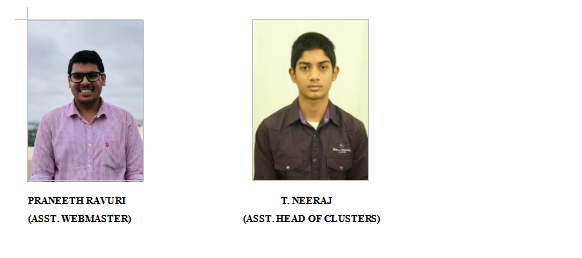 PRANEETH RAVURI
(ASST. WEBMASTER)
T. NEERAJ
(ASST. HEAD OF CLUSTERS)